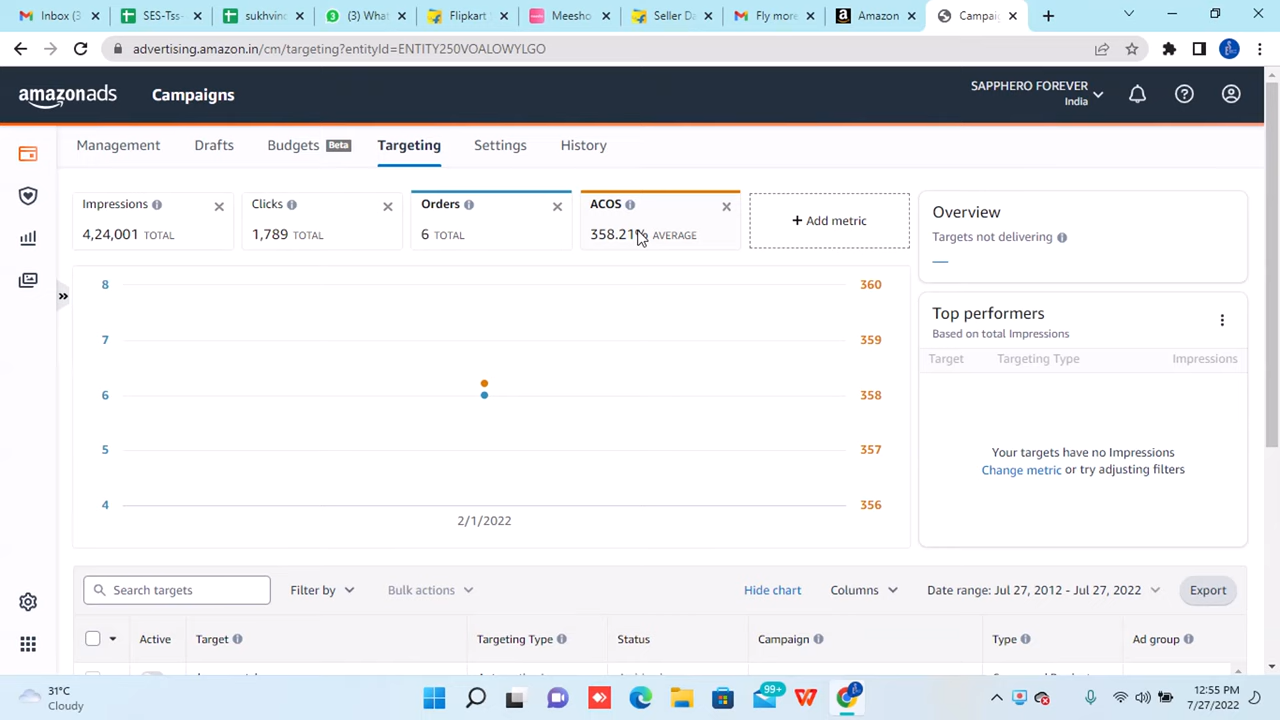 Inbox (3
SES-Tss-
sukhvind
(3) What
Flipkart
Meesho
Seller Da
Fly more
Amazon
Campaig
advertising.amazon.in/cm/targeting?entityId=ENTITY250VOALOWYLGO
amazonads
Campaigns
SAPPHERO FOREVER
India
Management
Drafts
Budgets Beta
Targeting
Settings
History
Impressions
4,24,001 TOTAL
Clicks
1,789 TOTAL
Orders
6 TOTAL
ACOS
358.21% AVERAGE
+ Add metric
Overview
Targets not delivering
—
8
7
6
5
4
360
359
358
357
356
2/1/2022
Top performers
Based on total Impressions
Target
Targeting Type
Impressions
Your targets have no Impressions
Change metric or try adjusting filters
Search targets
Filter by
Bulk actions
Hide chart
Columns
Date range: Jul 27, 2012 - Jul 27, 2022
Export
Active
Target
Targeting Type
Status
Campaign
Type
Ad group
31°C
Cloudy
99+
12:55 PM
7/27/2022